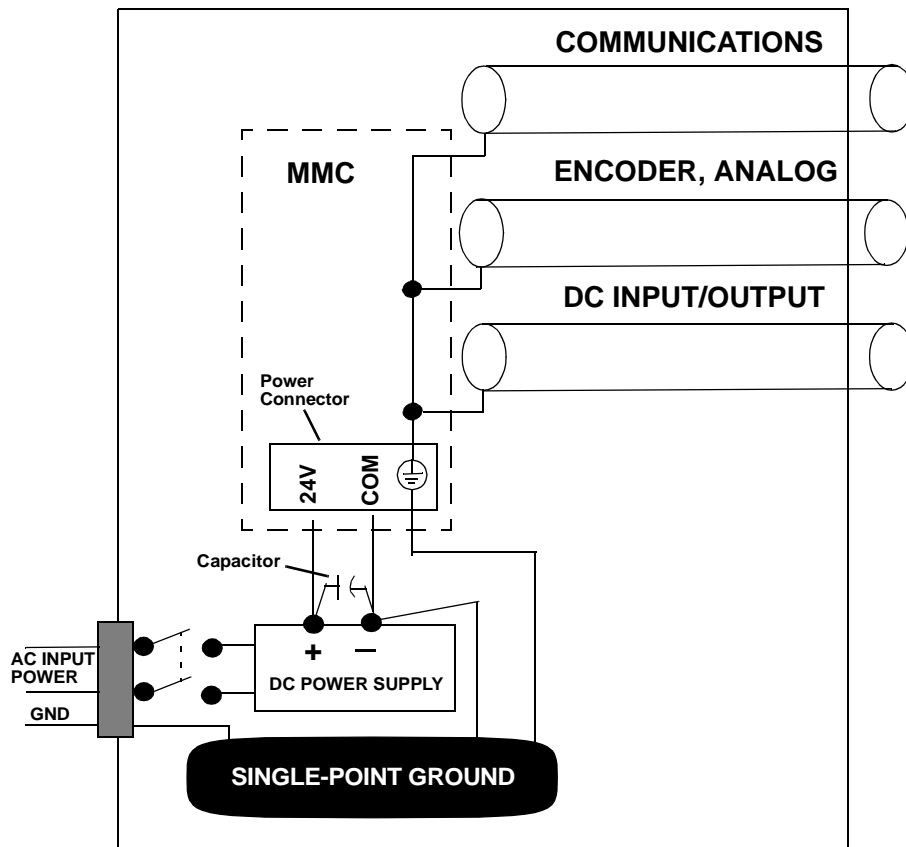 COMMUNICATIONS
MMC
ENCODER, ANALOG
DC INPUT/OUTPUT
Power
Connector
24V
COM
Capacitor
+
—
AC INPUT
POWER
DC POWER SUPPLY
GND
SINGLE-POINT GROUND